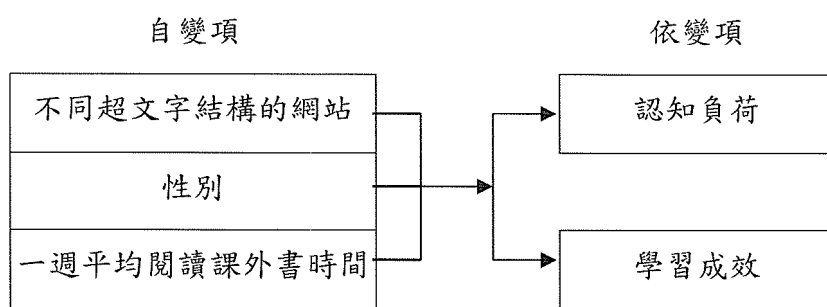 自變項
依變項
不同超文字結構的網站
認知負荷
性別
一週平均閱讀課外書時間
學習成效